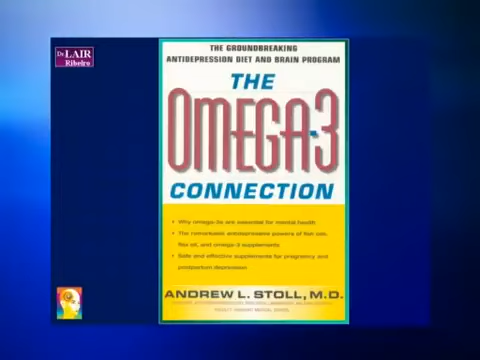 Dr. LAIR
Ribeiro
THE GROUNDBREAKING
ANTIDEPRESSION DIET AND BRAIN PROGRAM
THE
OMEGA-3
CONNECTION
• Why omega-3s are essential for mental health
• The remarkable antidepressive powers of fish oils,
flax oil, and omega-3 supplements
• Safe and effective supplements for pregnancy and
postpartum depression
ANDREW L. STOLL, M.D.